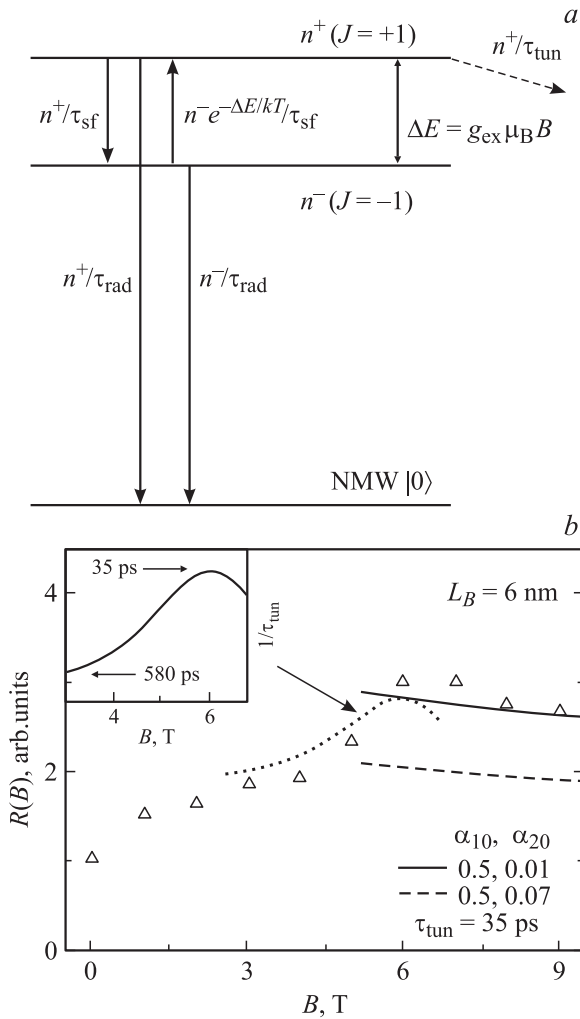 a
n⁺(J = +1)
n⁺/τtun
n⁺/τsf
n⁻e^−ΔE/kT/τsf
ΔE = gexμBB
n⁻(J = –1)
n⁺/τrad
n⁻/τrad
NMW |0⟩
b
35 ps
580 ps
4
6
B, T
1/τtun
LB = 6 nm
R(B), arb.units
4
2
0
α10, α20
0.5, 0.01
0.5, 0.07
τtun = 35 ps
0
3
6
9
B, T